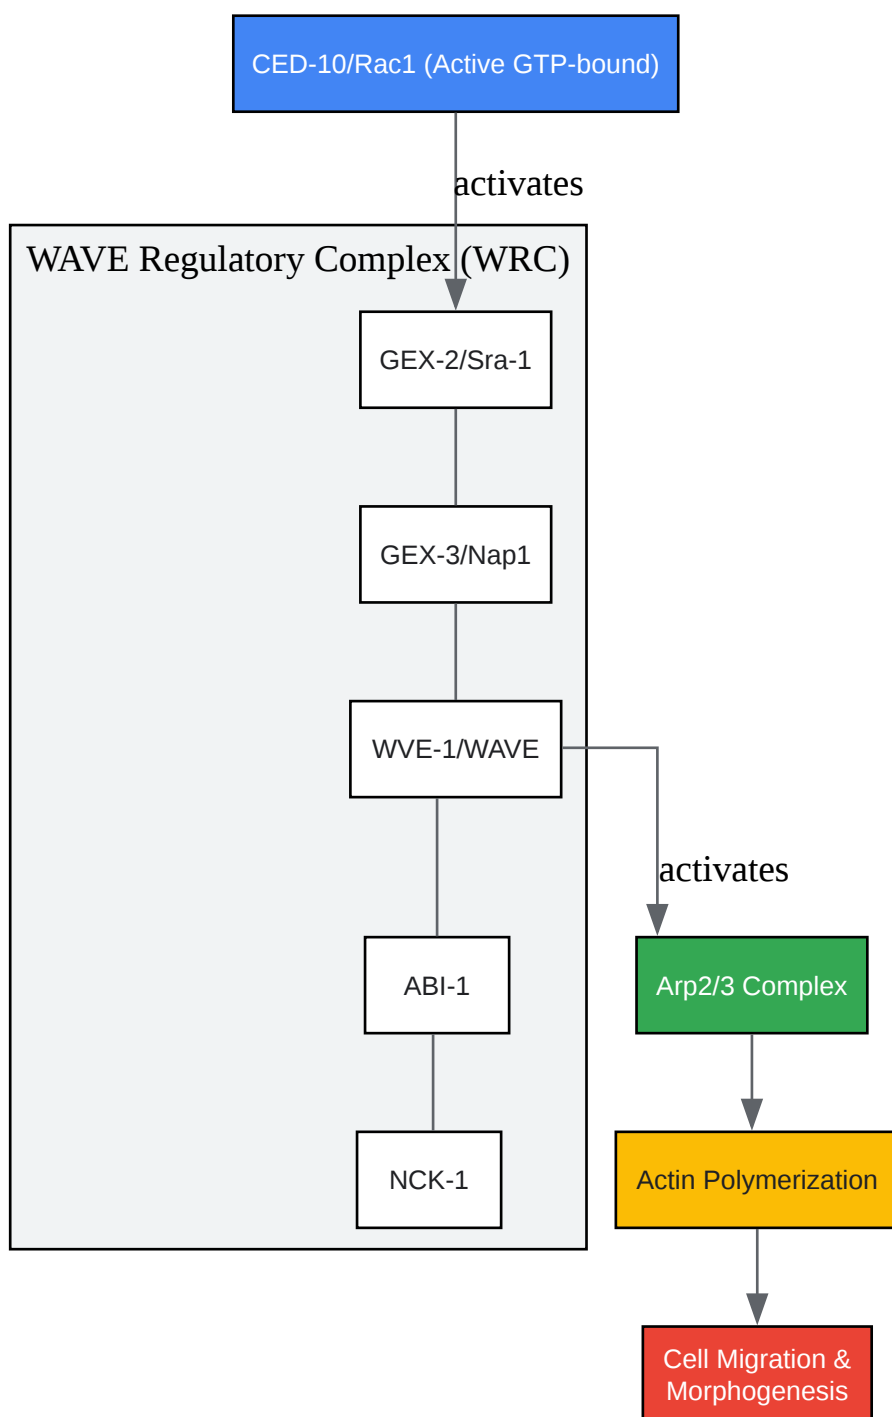 CED-10/Rac1 (Active GTP-bound)
activates
WAVE Regulatory Complex (WRC)
GEX-2/Sra-1
GEX-3/Nap1
WVE-1/WAVE
activates
ABI-1
Arp2/3 Complex
NCK-1
Actin Polymerization
Cell Migration &
Morphogenesis